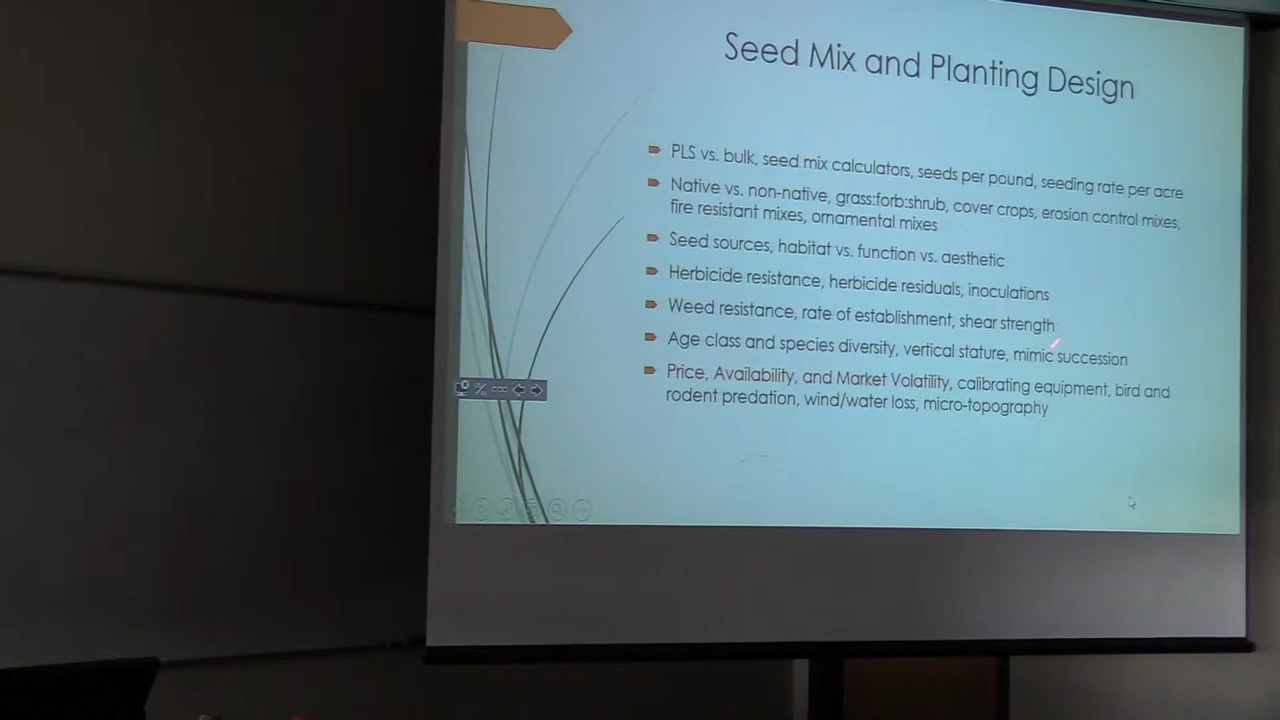 Seed Mix and Planting Design
PLS vs. bulk, seed mix calculators, seeds per pound, seeding rate per acre
Native vs. non-native, grass:forb:shrub, cover crops, erosion control mixes,
fire resistant mixes, ornamental mixes
Seed sources, habitat vs. function vs. aesthetic
Herbicide resistance, herbicide residuals, inoculations
Weed resistance, rate of establishment, shear strength
Age class and species diversity, vertical stature, mimic succession
Price, Availability, and Market Volatility, calibrating equipment, bird and
rodent predation, wind/water loss, micro-topography